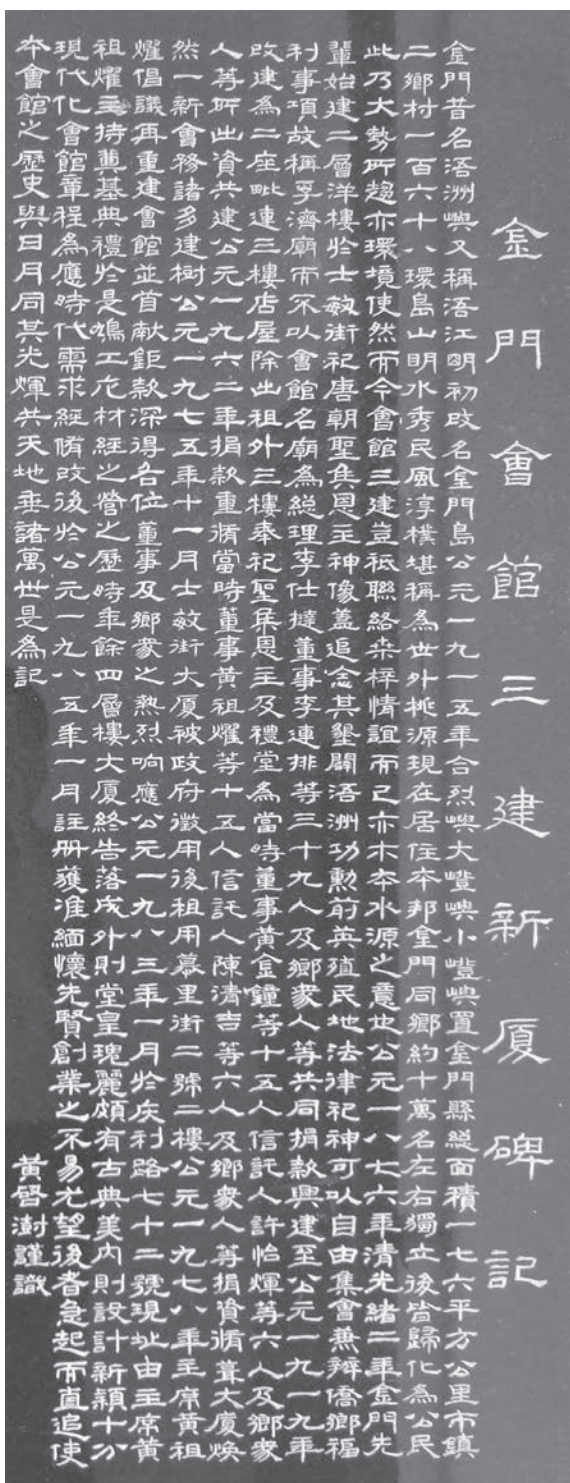 金門會館三建新厦碑記
金門昔名浯洲嶼又稱浯江明初改名金門島公元一九一五年合烈嶼大嶝嶼小嶝嶼置金門縣總面積一七六平方公里市鎮
二鄉村一百六十八環島山明水秀民風淳樸堪稱為世外桃源現在居住本邦金門同鄉約十萬名左右獨立後皆歸化為公民
此乃大勢所趨亦環境使然而今會館三建豈祗聯絡桑梓情誼而已亦木本水源之意也公元一八七六年清光緒二年金門先
輩始建二層洋樓於士敏街祀唐朝聖侯恩主神像蓋追念其墾闢浯洲功勳前英殖民地法律祀神可以自由集會兼辦僑鄉福
利事項故稱孚濟廟而不以會館名廟為總理李仕撻董事李連排等三十九人及鄉衆人等共同捐款興建至公元一九一九年
改建為二座毗連三樓店屋除出租外三樓奉祀聖侯恩主及禮堂為當時董事黃金鐘等十五人信託人許怡煇等六人及鄉衆
人等所出資共建公元一九六二年捐款重脩當時董事黃祖耀等十五人信託人陳清吉等六人及鄉衆人等捐資脩葺大廈煥
然一新會務諸多建樹公元一九七五年十一月士敏街大厦被政府徵用後租用慕里街二號二樓公元一九七八年主席黃祖
耀倡議再重建會館並首献鉅款深得各位董事及鄉衆之熱烈响應公元一九八三年一月於庆利路七十二號現址由主席黃
祖耀主持奠基典禮於是鳩工庀材經之營之歷時年餘四層樓大厦終告落成外則堂皇瑰麗頗有古典美内則設計新穎十分
現代化會館章程為應時代需求經脩改後於公元一九八五年一月註册獲准緬懷先賢創業之不易尤望後者急起而直追使
本會館之歷史與日月同其光煇共天地垂諸萬世是為記
黃啓澍謹識